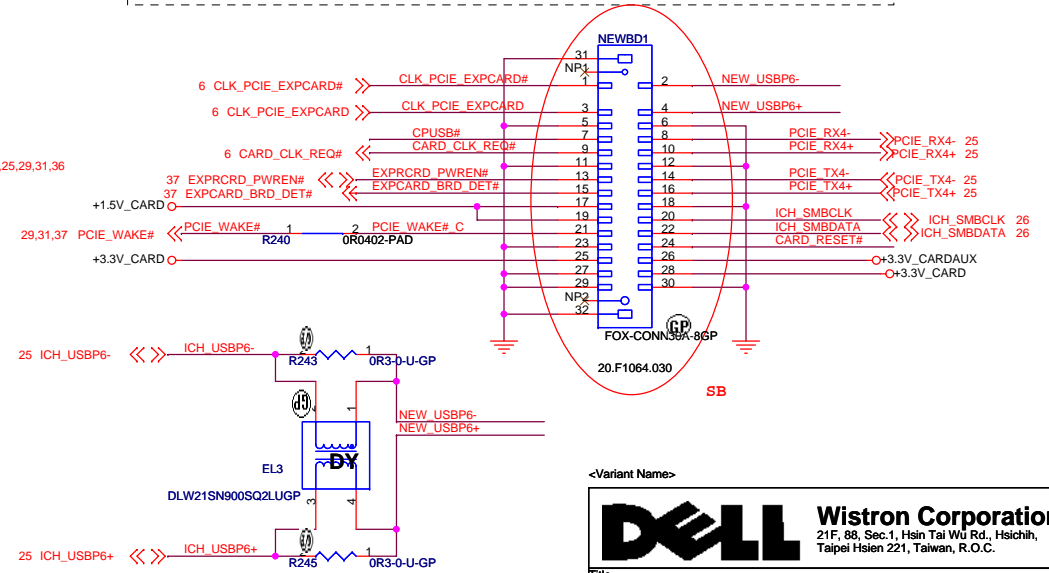 NEWBD1
31
NP1
6 CLK_PCIE_EXPCARD# CLK_PCIE_EXPCARD# 1 2 NEW_USBP6-
6 CLK_PCIE_EXPCARD CLK_PCIE_EXPCARD 3 4 NEW_USBP6+
5 6
CPUSB# 7 8 PCIE_RX4- PCIE_RX4- 25
6 CARD_CLK_REQ# CARD_CLK_REQ# 9 10 PCIE_RX4+ PCIE_RX4+ 25
,25,29,31,36
11 12
37 EXPRCRD_PWREN# EXPRCRD_PWREN# 13 14 PCIE_TX4- PCIE_TX4- 25
37 EXPCARD_BRD_DET# EXPCARD_BRD_DET# 15 16 PCIE_TX4+ PCIE_TX4+ 25
+1.5V_CARD 17 18
19 20 ICH_SMBCLK ICH_SMBCLK 26
29,31,37 PCIE_WAKE# PCIE_WAKE# 1 2 PCIE_WAKE#_C 21 22 ICH_SMBDATA ICH_SMBDATA 26
R240 0R0402-PAD
23 24 CARD_RESET#
+3.3V_CARD 25 26 +3.3V_CARDAUX
27 28 +3.3V_CARD
29 30
NP2
32
GP
FOX-CONN30A-8GP
20.F1064.030
SB
25 ICH_USBP6- ICH_USBP6- 2 1
R243 0R3-0-U-GP
GP
1
NEW_USBP6-
NEW_USBP6+
EL3
DY
DLW21SN900SQ2LUGP
3 4
25 ICH_USBP6+ ICH_USBP6+ 2 1
R245 0R3-0-U-GP
<Variant Name>
DELL
Wistron Corporation
21F, 88, Sec.1, Hsin Tai Wu Rd., Hsichih,
Taipei Hsien 221, Taiwan, R.O.C.
Title